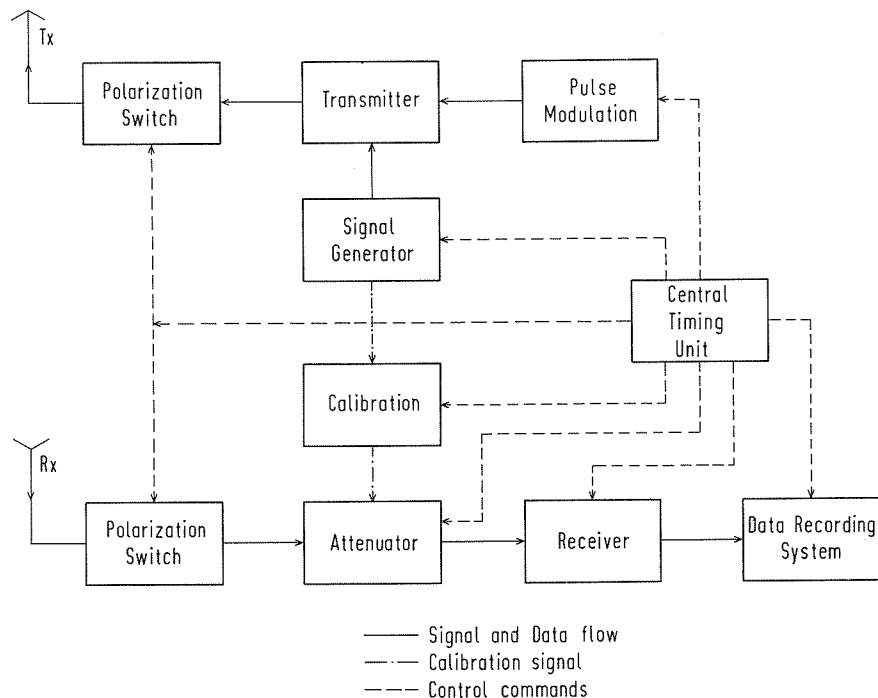 Tx
Polarization
Switch
Transmitter
Pulse
Modulation
Signal
Generator
Central
Timing
Unit
Calibration
Rx
Polarization
Switch
Attenuator
Receiver
Data Recording
System
Signal and Data flow
Calibration signal
Control commands